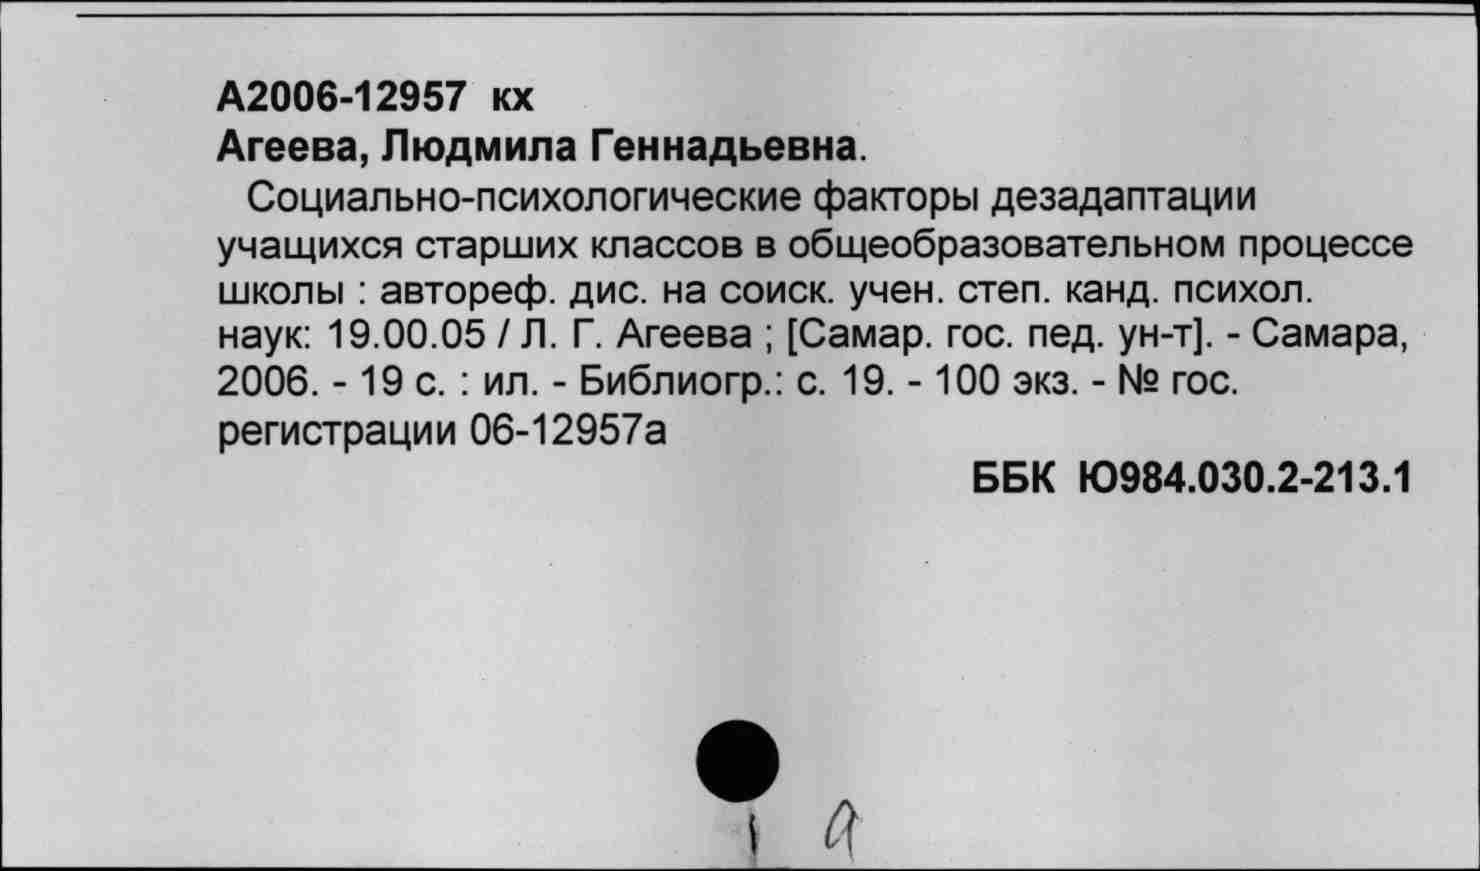 А2006-12957 кх
Агеева, Людмила Геннадьевна.
Социально-психологические факторы дезадаптации
учащихся старших классов в общеобразовательном процессе
школы : автореф. дис. на соиск. учен. степ. канд. психол.
наук: 19.00.05 / Л. Г. Агеева ; [Самар. гос. пед. ун-т]. - Самара,
2006. - 19 с. : ил. - Библиогр.: с. 19. - 100 экз. - № гос.
регистрации 06-12957а
ББК Ю984.030.2-213.1